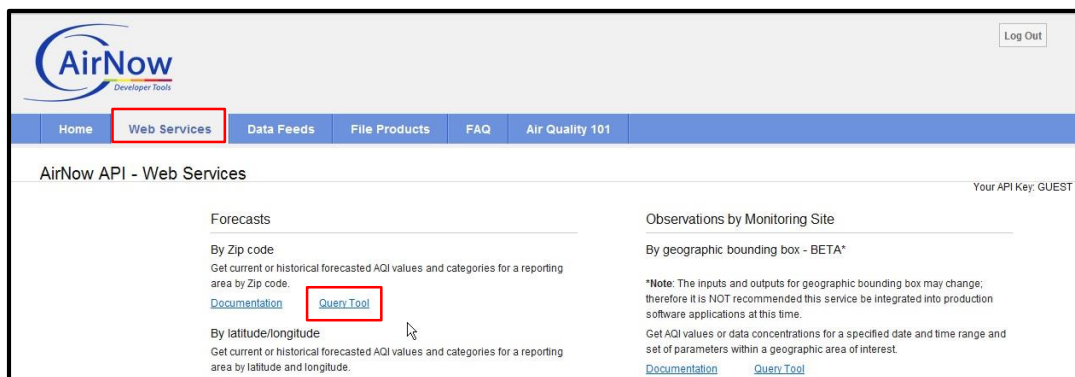 Log Out
AirNow
Developer Tools
Home Web Services Data Feeds File Products FAQ Air Quality 101
AirNow API - Web Services
Your API Key: GUEST
Forecasts
By Zip code
Get current or historical forecasted AQI values and categories for a reporting
area by Zip code.
Documentation Query Tool
By latitude/longitude
Get current or historical forecasted AQI values and categories for a reporting
area by latitude and longitude.
Observations by Monitoring Site
By geographic bounding box - BETA*
*Note: The inputs and outputs for geographic bounding box may change;
therefore it is NOT recommended this service be integrated into production
software applications at this time.
Get AQI values or data concentrations for a specified date and time range and
set of parameters within a geographic area of interest.
Documentation Query Tool